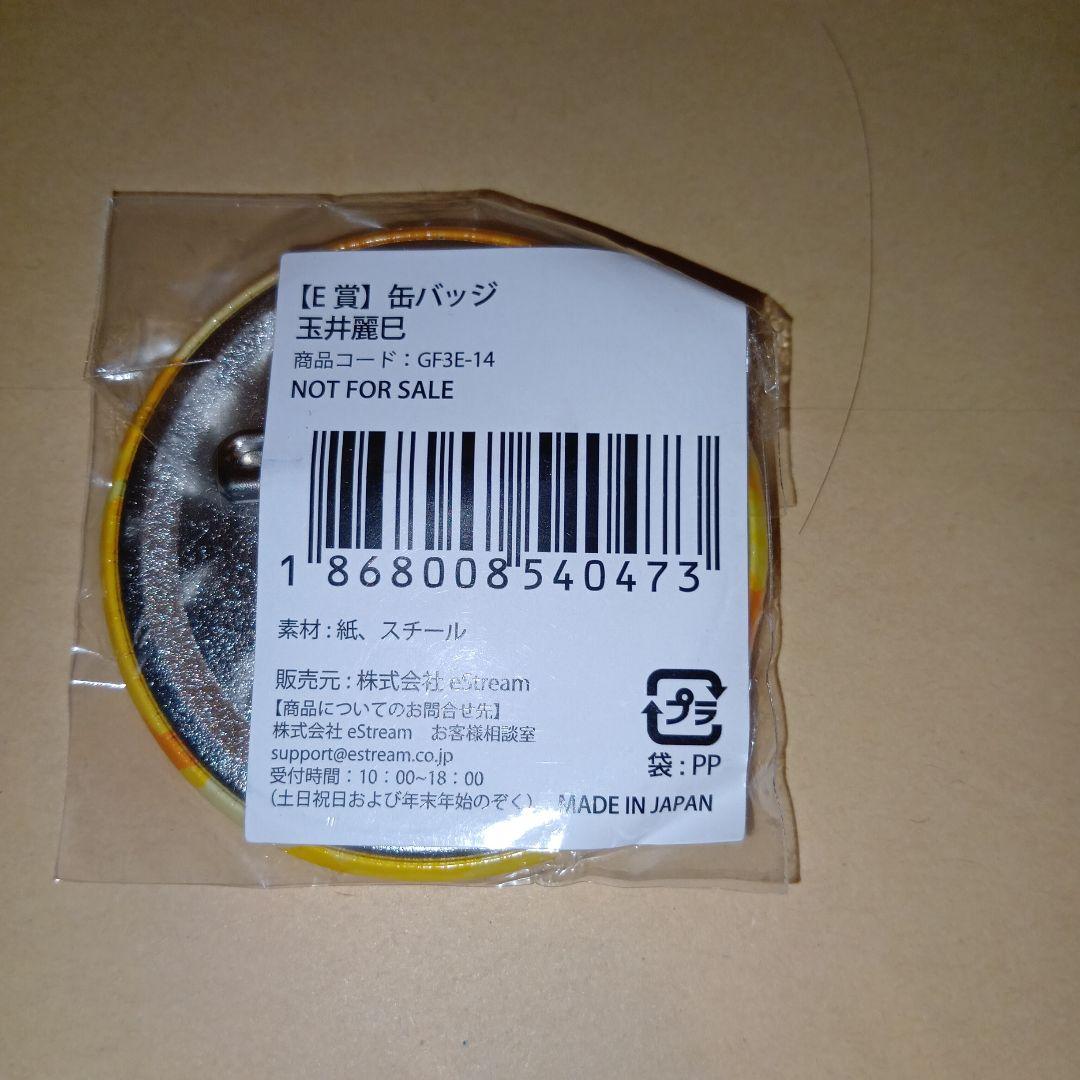 【E 賞】缶バッジ
玉井麗巳
商品コード：GF3E-14
NOT FOR SALE
1 868008 540473
素材 : 紙、スチール
販売元 : 株式会社 eStream
【商品についてのお問合せ先】
株式会社 eStream　お客様相談室
support@estream.co.jp
受付時間：10：00~18：00
（土日祝日および年末年始のぞく）
プラ
袋 : PP
MADE IN JAPAN